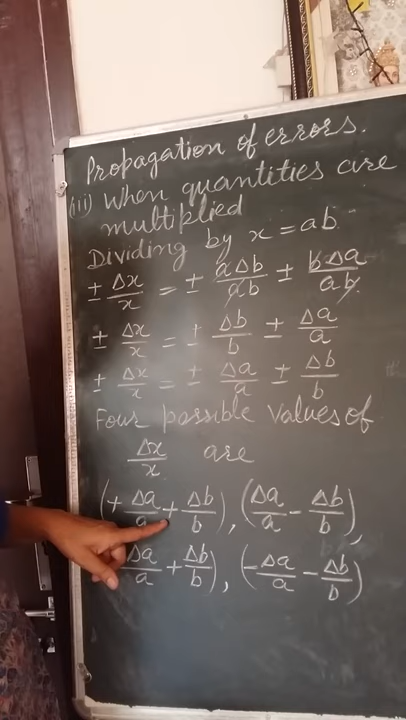 Propagation of errors.
(iii) When quantities are
multiplied
Dividing by x = ab
± Δx/x = ± aΔb/ab ± bΔa/ab
± Δx/x = ± Δb/b ± Δa/a
± Δx/x = ± Δa/a ± Δb/b
Four possible values of
Δx/x are
(+ Δa/a + Δb/b), (Δa/a − Δb/b),
Δa/a + Δb/b), (−Δa/a − Δb/b)